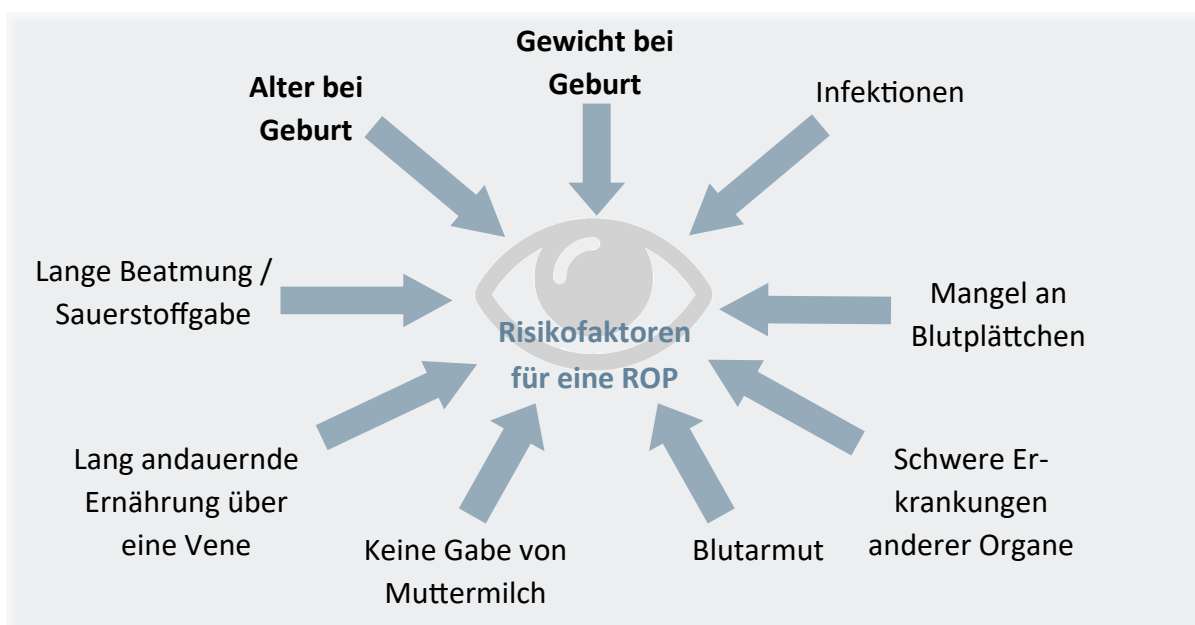 Gewicht bei
Geburt
Alter bei
Geburt
Infektionen
Lange Beatmung /
Sauerstoffgabe
Mangel an
Blutplättchen
Risikofaktoren
für eine ROP
Lang andauernde
Ernährung über
eine Vene
Schwere Er-
krankungen
anderer Organe
Keine Gabe von
Muttermilch
Blutarmut